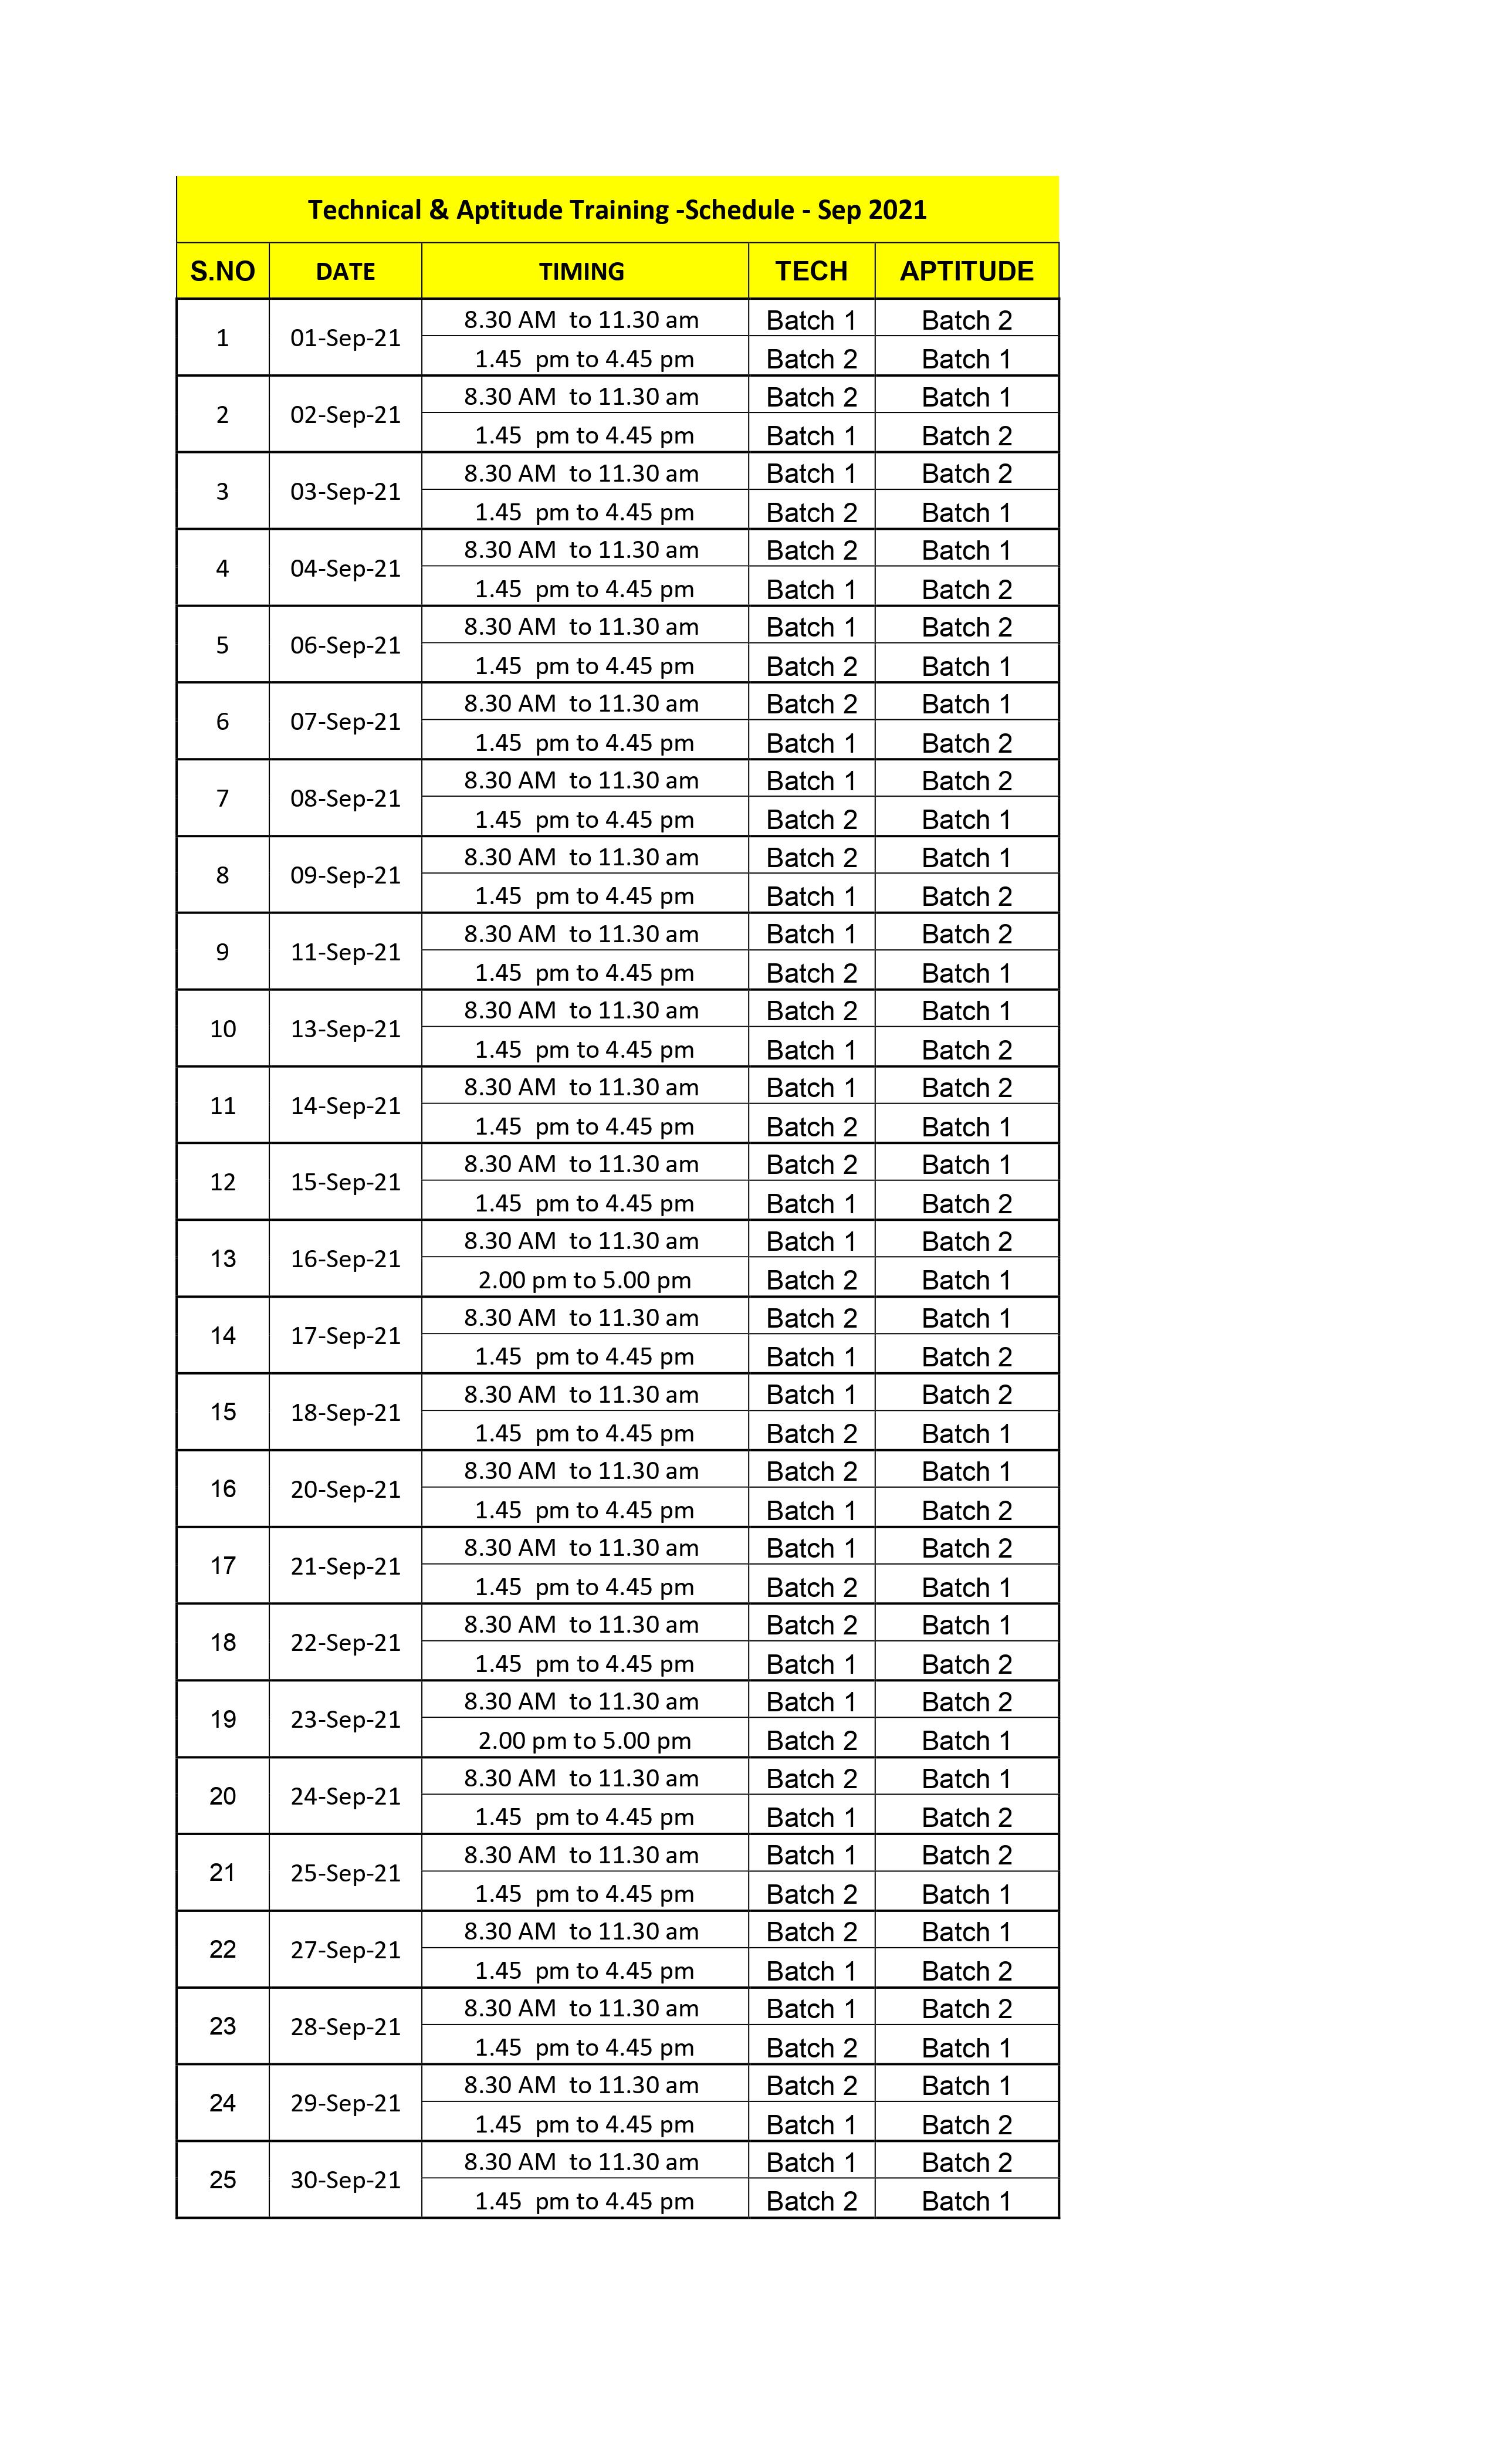 Technical & Aptitude Training -Schedule - Sep 2021
S.NO DATE TIMING TECH APTITUDE
1 01-Sep-21 8.30 AM to 11.30 am Batch 1 Batch 2
1.45 pm to 4.45 pm Batch 2 Batch 1
2 02-Sep-21 8.30 AM to 11.30 am Batch 2 Batch 1
1.45 pm to 4.45 pm Batch 1 Batch 2
3 03-Sep-21 8.30 AM to 11.30 am Batch 1 Batch 2
1.45 pm to 4.45 pm Batch 2 Batch 1
4 04-Sep-21 8.30 AM to 11.30 am Batch 2 Batch 1
1.45 pm to 4.45 pm Batch 1 Batch 2
5 06-Sep-21 8.30 AM to 11.30 am Batch 1 Batch 2
1.45 pm to 4.45 pm Batch 2 Batch 1
6 07-Sep-21 8.30 AM to 11.30 am Batch 2 Batch 1
1.45 pm to 4.45 pm Batch 1 Batch 2
7 08-Sep-21 8.30 AM to 11.30 am Batch 1 Batch 2
1.45 pm to 4.45 pm Batch 2 Batch 1
8 09-Sep-21 8.30 AM to 11.30 am Batch 2 Batch 1
1.45 pm to 4.45 pm Batch 1 Batch 2
9 11-Sep-21 8.30 AM to 11.30 am Batch 1 Batch 2
1.45 pm to 4.45 pm Batch 2 Batch 1
10 13-Sep-21 8.30 AM to 11.30 am Batch 2 Batch 1
1.45 pm to 4.45 pm Batch 1 Batch 2
11 14-Sep-21 8.30 AM to 11.30 am Batch 1 Batch 2
1.45 pm to 4.45 pm Batch 2 Batch 1
12 15-Sep-21 8.30 AM to 11.30 am Batch 2 Batch 1
1.45 pm to 4.45 pm Batch 1 Batch 2
13 16-Sep-21 8.30 AM to 11.30 am Batch 1 Batch 2
2.00 pm to 5.00 pm Batch 2 Batch 1
14 17-Sep-21 8.30 AM to 11.30 am Batch 2 Batch 1
1.45 pm to 4.45 pm Batch 1 Batch 2
15 18-Sep-21 8.30 AM to 11.30 am Batch 1 Batch 2
1.45 pm to 4.45 pm Batch 2 Batch 1
16 20-Sep-21 8.30 AM to 11.30 am Batch 2 Batch 1
1.45 pm to 4.45 pm Batch 1 Batch 2
17 21-Sep-21 8.30 AM to 11.30 am Batch 1 Batch 2
1.45 pm to 4.45 pm Batch 2 Batch 1
18 22-Sep-21 8.30 AM to 11.30 am Batch 2 Batch 1
1.45 pm to 4.45 pm Batch 1 Batch 2
19 23-Sep-21 8.30 AM to 11.30 am Batch 1 Batch 2
2.00 pm to 5.00 pm Batch 2 Batch 1
20 24-Sep-21 8.30 AM to 11.30 am Batch 2 Batch 1
1.45 pm to 4.45 pm Batch 1 Batch 2
21 25-Sep-21 8.30 AM to 11.30 am Batch 1 Batch 2
1.45 pm to 4.45 pm Batch 2 Batch 1
22 27-Sep-21 8.30 AM to 11.30 am Batch 2 Batch 1
1.45 pm to 4.45 pm Batch 1 Batch 2
23 28-Sep-21 8.30 AM to 11.30 am Batch 1 Batch 2
1.45 pm to 4.45 pm Batch 2 Batch 1
24 29-Sep-21 8.30 AM to 11.30 am Batch 2 Batch 1
1.45 pm to 4.45 pm Batch 1 Batch 2
25 30-Sep-21 8.30 AM to 11.30 am Batch 1 Batch 2
1.45 pm to 4.45 pm Batch 2 Batch 1